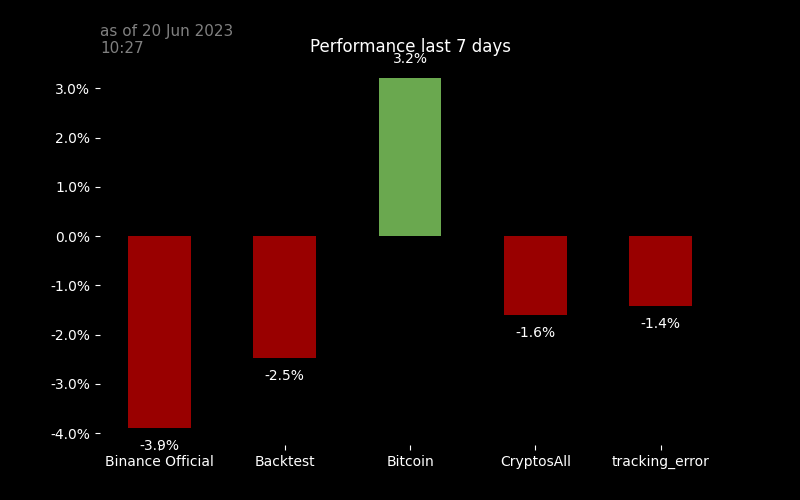 as of 20 Jun 2023
10:27
Performance last 7 days
3.2%
3.0%
2.0%
1.0%
0.0%
-1.0%
-2.0%
-3.0%
-4.0%
-3.9%
-2.5%
-1.6%
-1.4%
Binance Official
Backtest
Bitcoin
CryptosAll
tracking_error